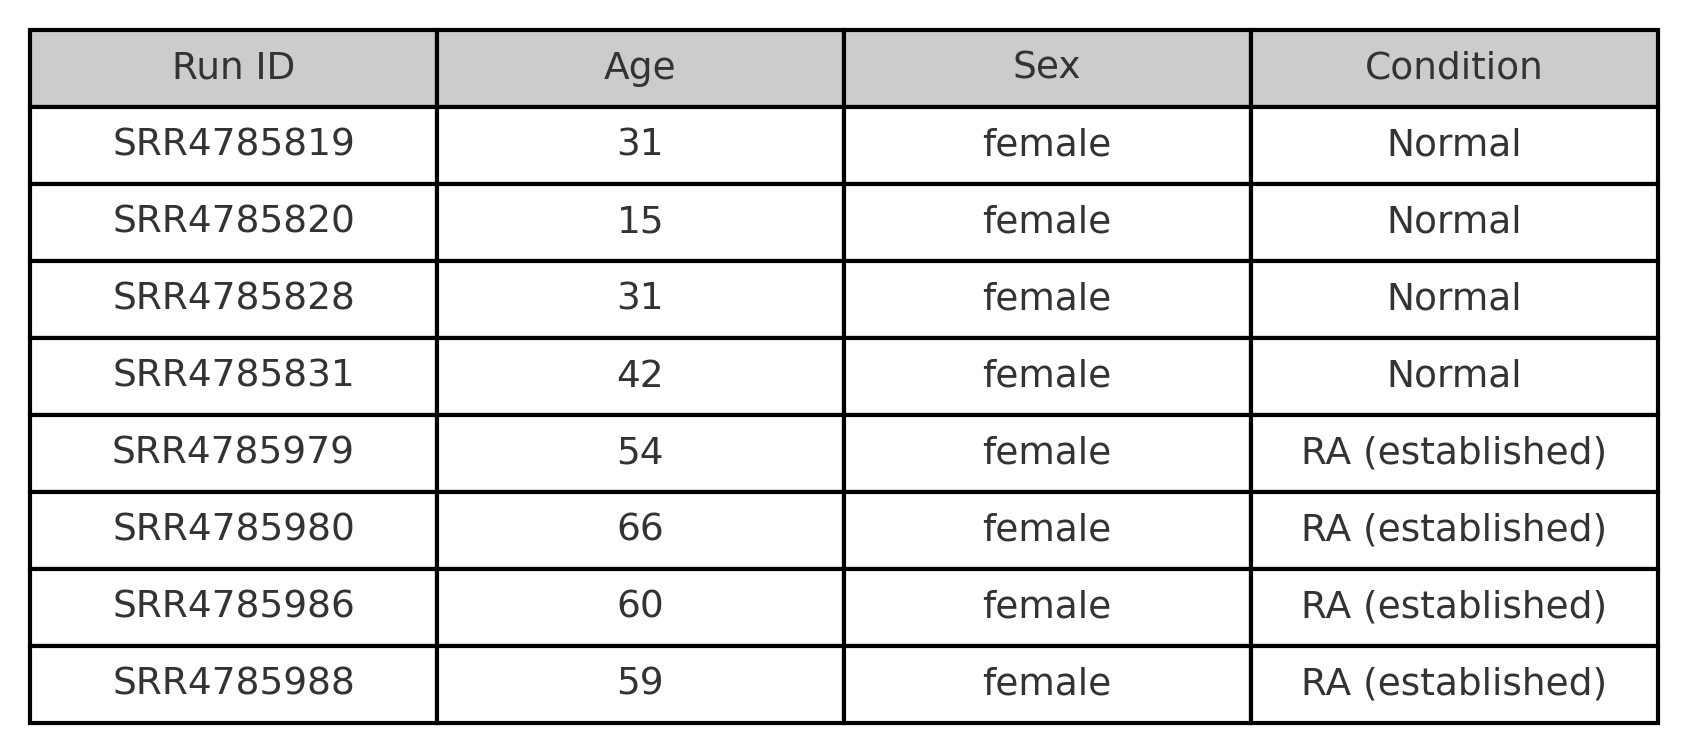 Run ID Age Sex Condition
SRR4785819 31 female Normal
SRR4785820 15 female Normal
SRR4785828 31 female Normal
SRR4785831 42 female Normal
SRR4785979 54 female RA (established)
SRR4785980 66 female RA (established)
SRR4785986 60 female RA (established)
SRR4785988 59 female RA (established)